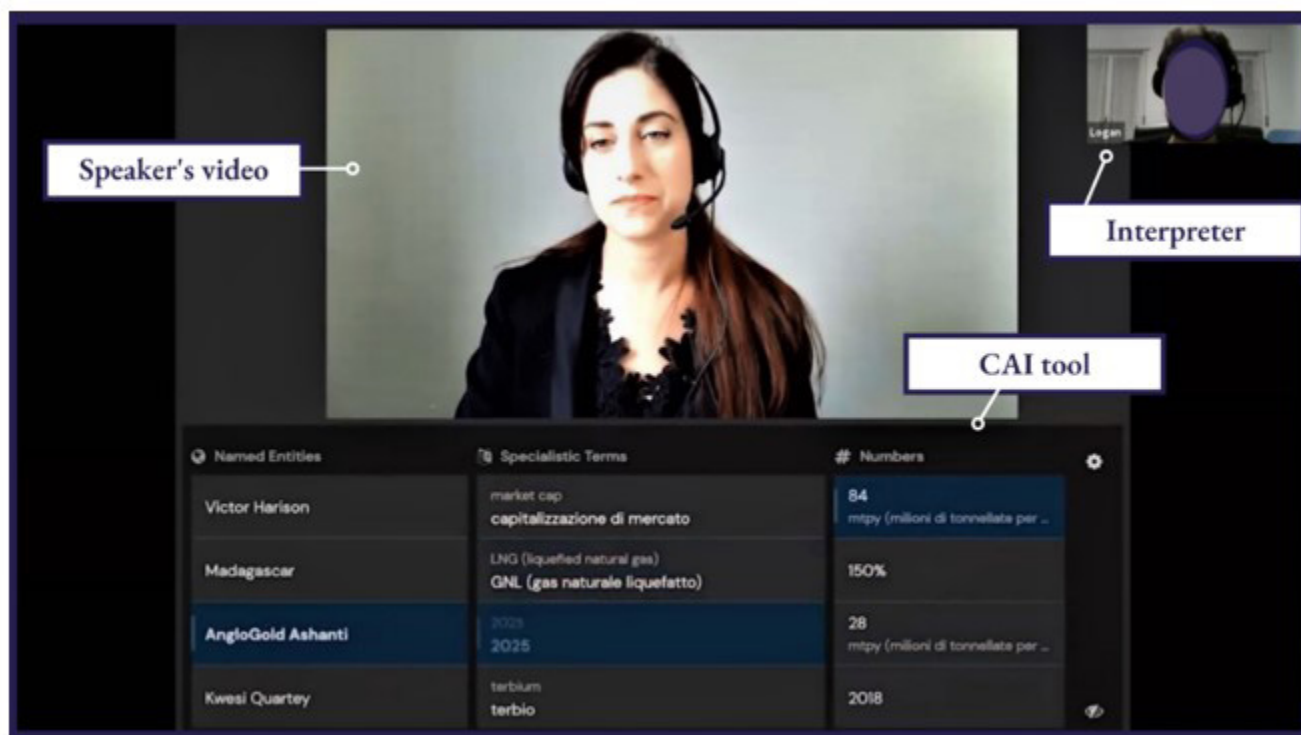 Speaker's video
Logan
Interpreter
CAI tool
Named Entities
Specialistic Terms
# Numbers
Victor Harison
market cap
capitalizzazione di mercato
84
mtpy (milioni di tonnellate per ...
Madagascar
LNG (liquefied natural gas)
GNL (gas naturale liquefatto)
150%
AngloGold Ashanti
2025
2025
28
mtpy (milioni di tonnellate per ...
Kwesi Quartey
terbium
terbio
2018